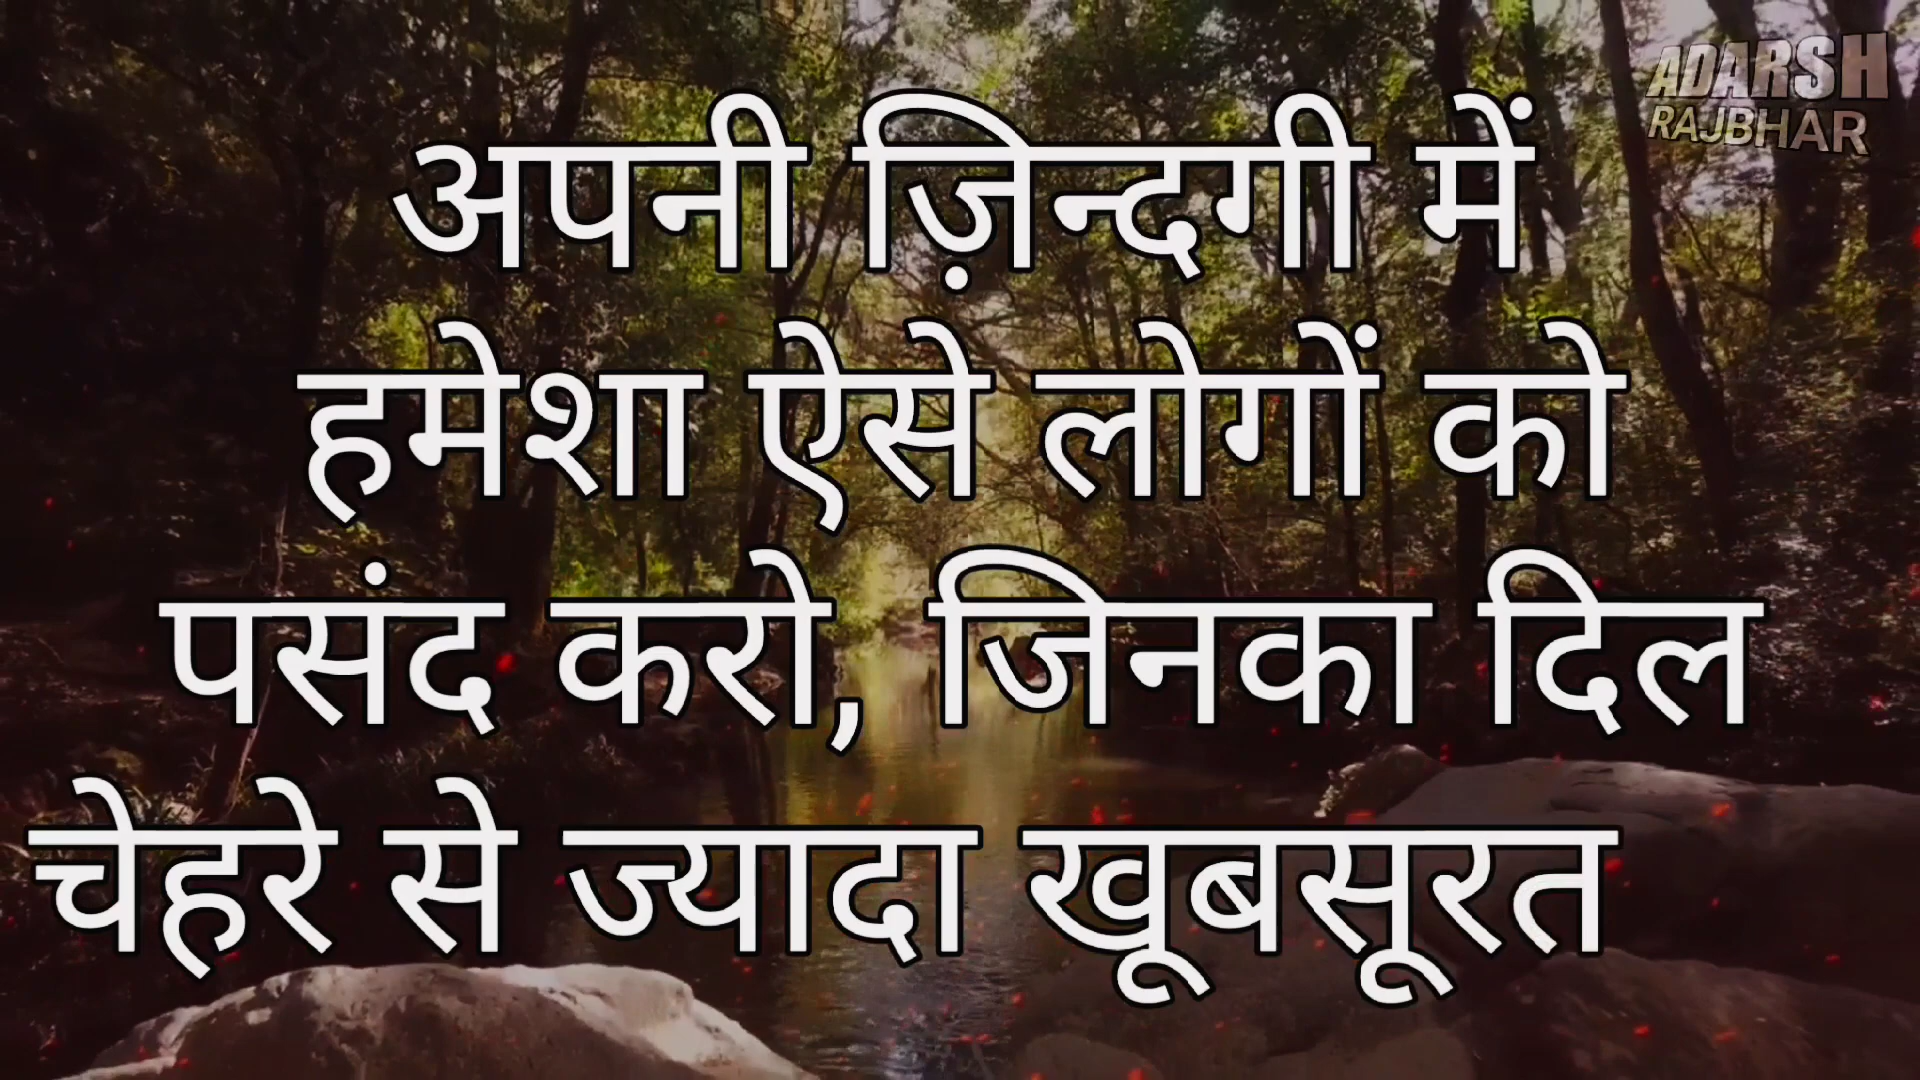 ADARSH
RAJBHAR
अपनी ज़िन्दगी में
हमेशा ऐसे लोगों को
पसंद करो, जिनका दिल
चेहरे से ज्यादा खूबसूरत